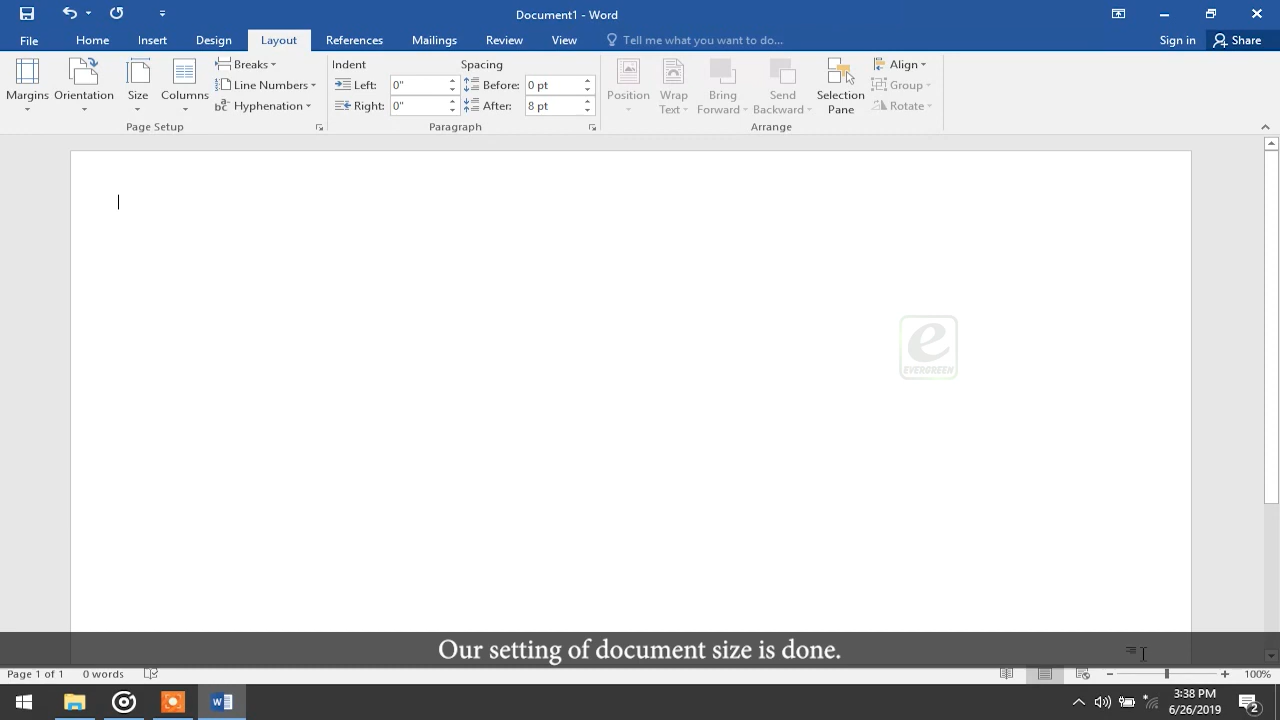 Document1 - Word
File Home Insert Design Layout References Mailings Review View Tell me what you want to do... Sign in Share
Margins Orientation Size Columns Breaks Line Numbers Hyphenation
Page Setup
Indent Spacing
Left: 0" Before: 0 pt
Right: 0" After: 8 pt
Paragraph
Position Wrap Text Bring Forward Send Backward Selection Pane Align Group Rotate
Arrange
e
EVERGREEN
Our setting of document size is done.
Page 1 of 1 0 words 100%
3:38 PM
6/26/2019
2